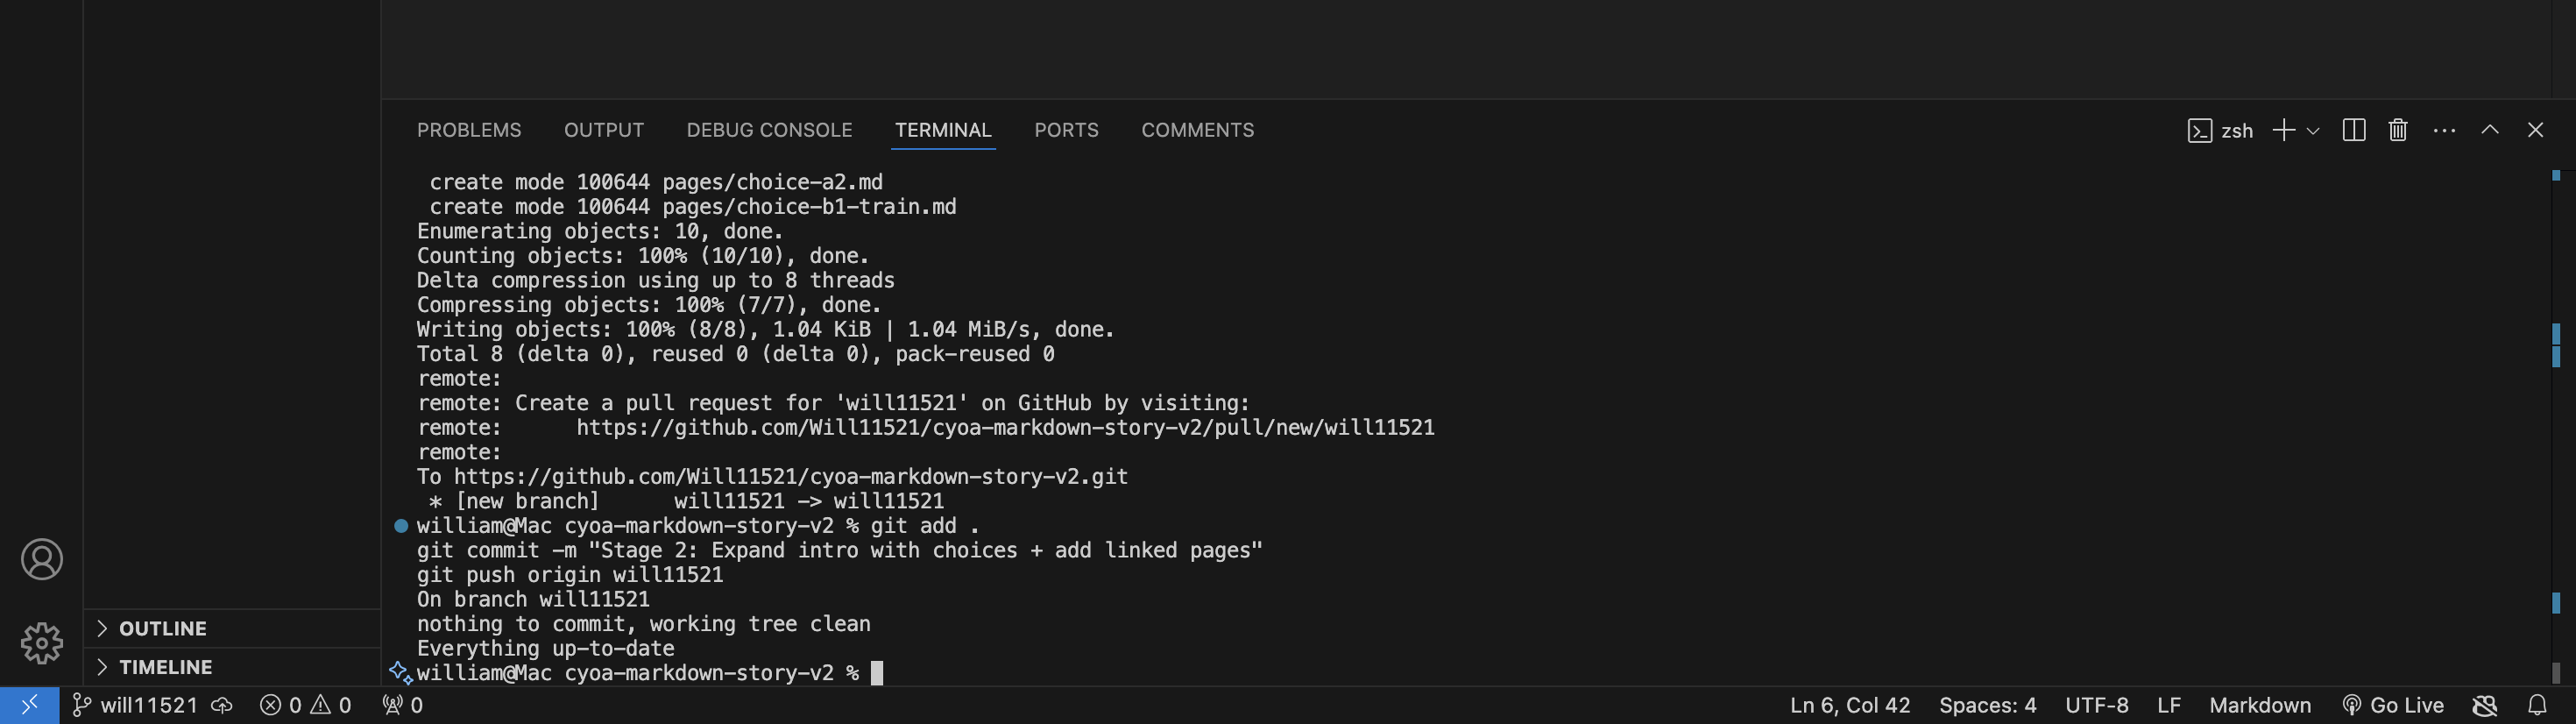 PROBLEMS OUTPUT DEBUG CONSOLE TERMINAL PORTS COMMENTS zsh
create mode 100644 pages/choice-a2.md
create mode 100644 pages/choice-b1-train.md
Enumerating objects: 10, done.
Counting objects: 100% (10/10), done.
Delta compression using up to 8 threads
Compressing objects: 100% (7/7), done.
Writing objects: 100% (8/8), 1.04 KiB | 1.04 MiB/s, done.
Total 8 (delta 0), reused 0 (delta 0), pack-reused 0
remote:
remote: Create a pull request for 'will11521' on GitHub by visiting:
remote:      https://github.com/Will11521/cyoa-markdown-story-v2/pull/new/will11521
remote:
To https://github.com/Will11521/cyoa-markdown-story-v2.git
* [new branch]      will11521 -> will11521
william@Mac cyoa-markdown-story-v2 % git add .
git commit -m "Stage 2: Expand intro with choices + add linked pages"
git push origin will11521
On branch will11521
nothing to commit, working tree clean
Everything up-to-date
william@Mac cyoa-markdown-story-v2 %
OUTLINE
TIMELINE
will11521 0 0 0 Ln 6, Col 42 Spaces: 4 UTF-8 LF Markdown Go Live